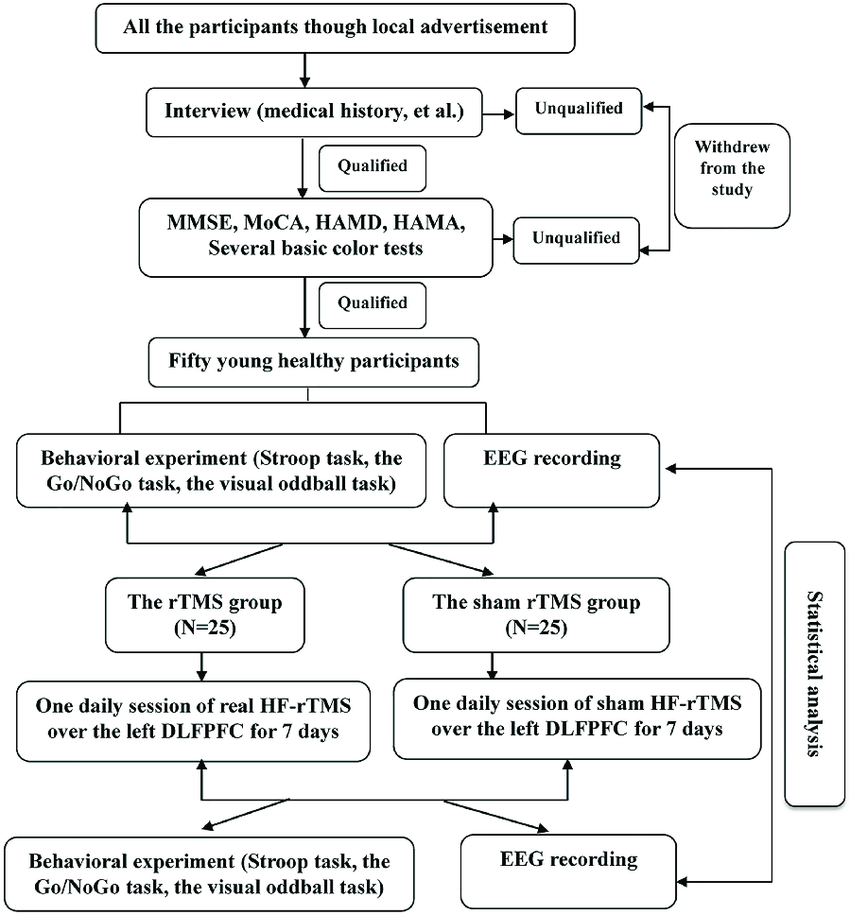 All the participants though local advertisement
Interview (medical history, et al.)
Unqualified
Withdrew
from the
study
Qualified
MMSE, MoCA, HAMD, HAMA,
Several basic color tests
Unqualified
Qualified
Fifty young healthy participants
Behavioral experiment (Stroop task, the
Go/NoGo task, the visual oddball task)
EEG recording
The rTMS group
(N=25)
The sham rTMS group
(N=25)
Statistical analysis
One daily session of real HF-rTMS
over the left DLFPFC for 7 days
One daily session of sham HF-rTMS
over the left DLFPFC for 7 days
Behavioral experiment (Stroop task, the
Go/NoGo task, the visual oddball task)
EEG recording